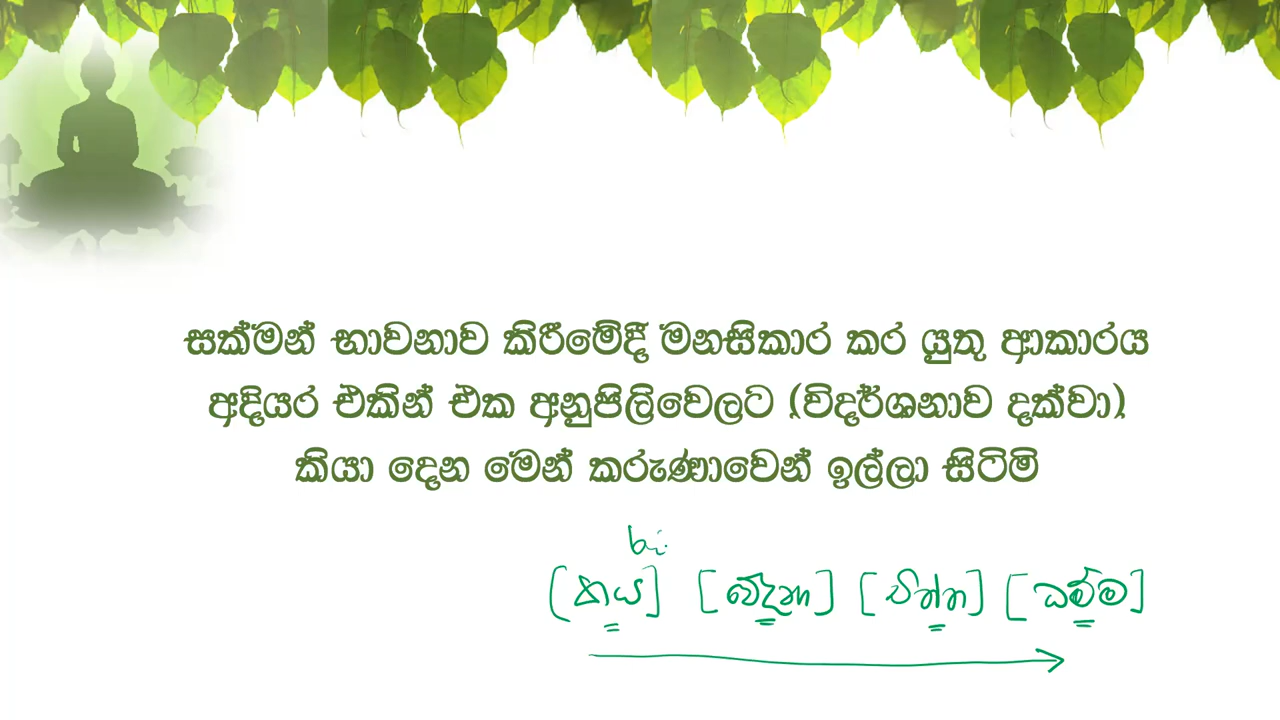 සක්මන් භාවනාව කිරීමේදී මනසිකාර කර යුතු ආකාරය
අදියර එකින් එක අනුපිලිවෙලට (විදර්ශනාව දක්වා)
කියා දෙන මෙන් කරුණාවෙන් ඉල්ලා සිටිමි
[කය] [වේදනා] [චිත්ත] [ධම්ම]